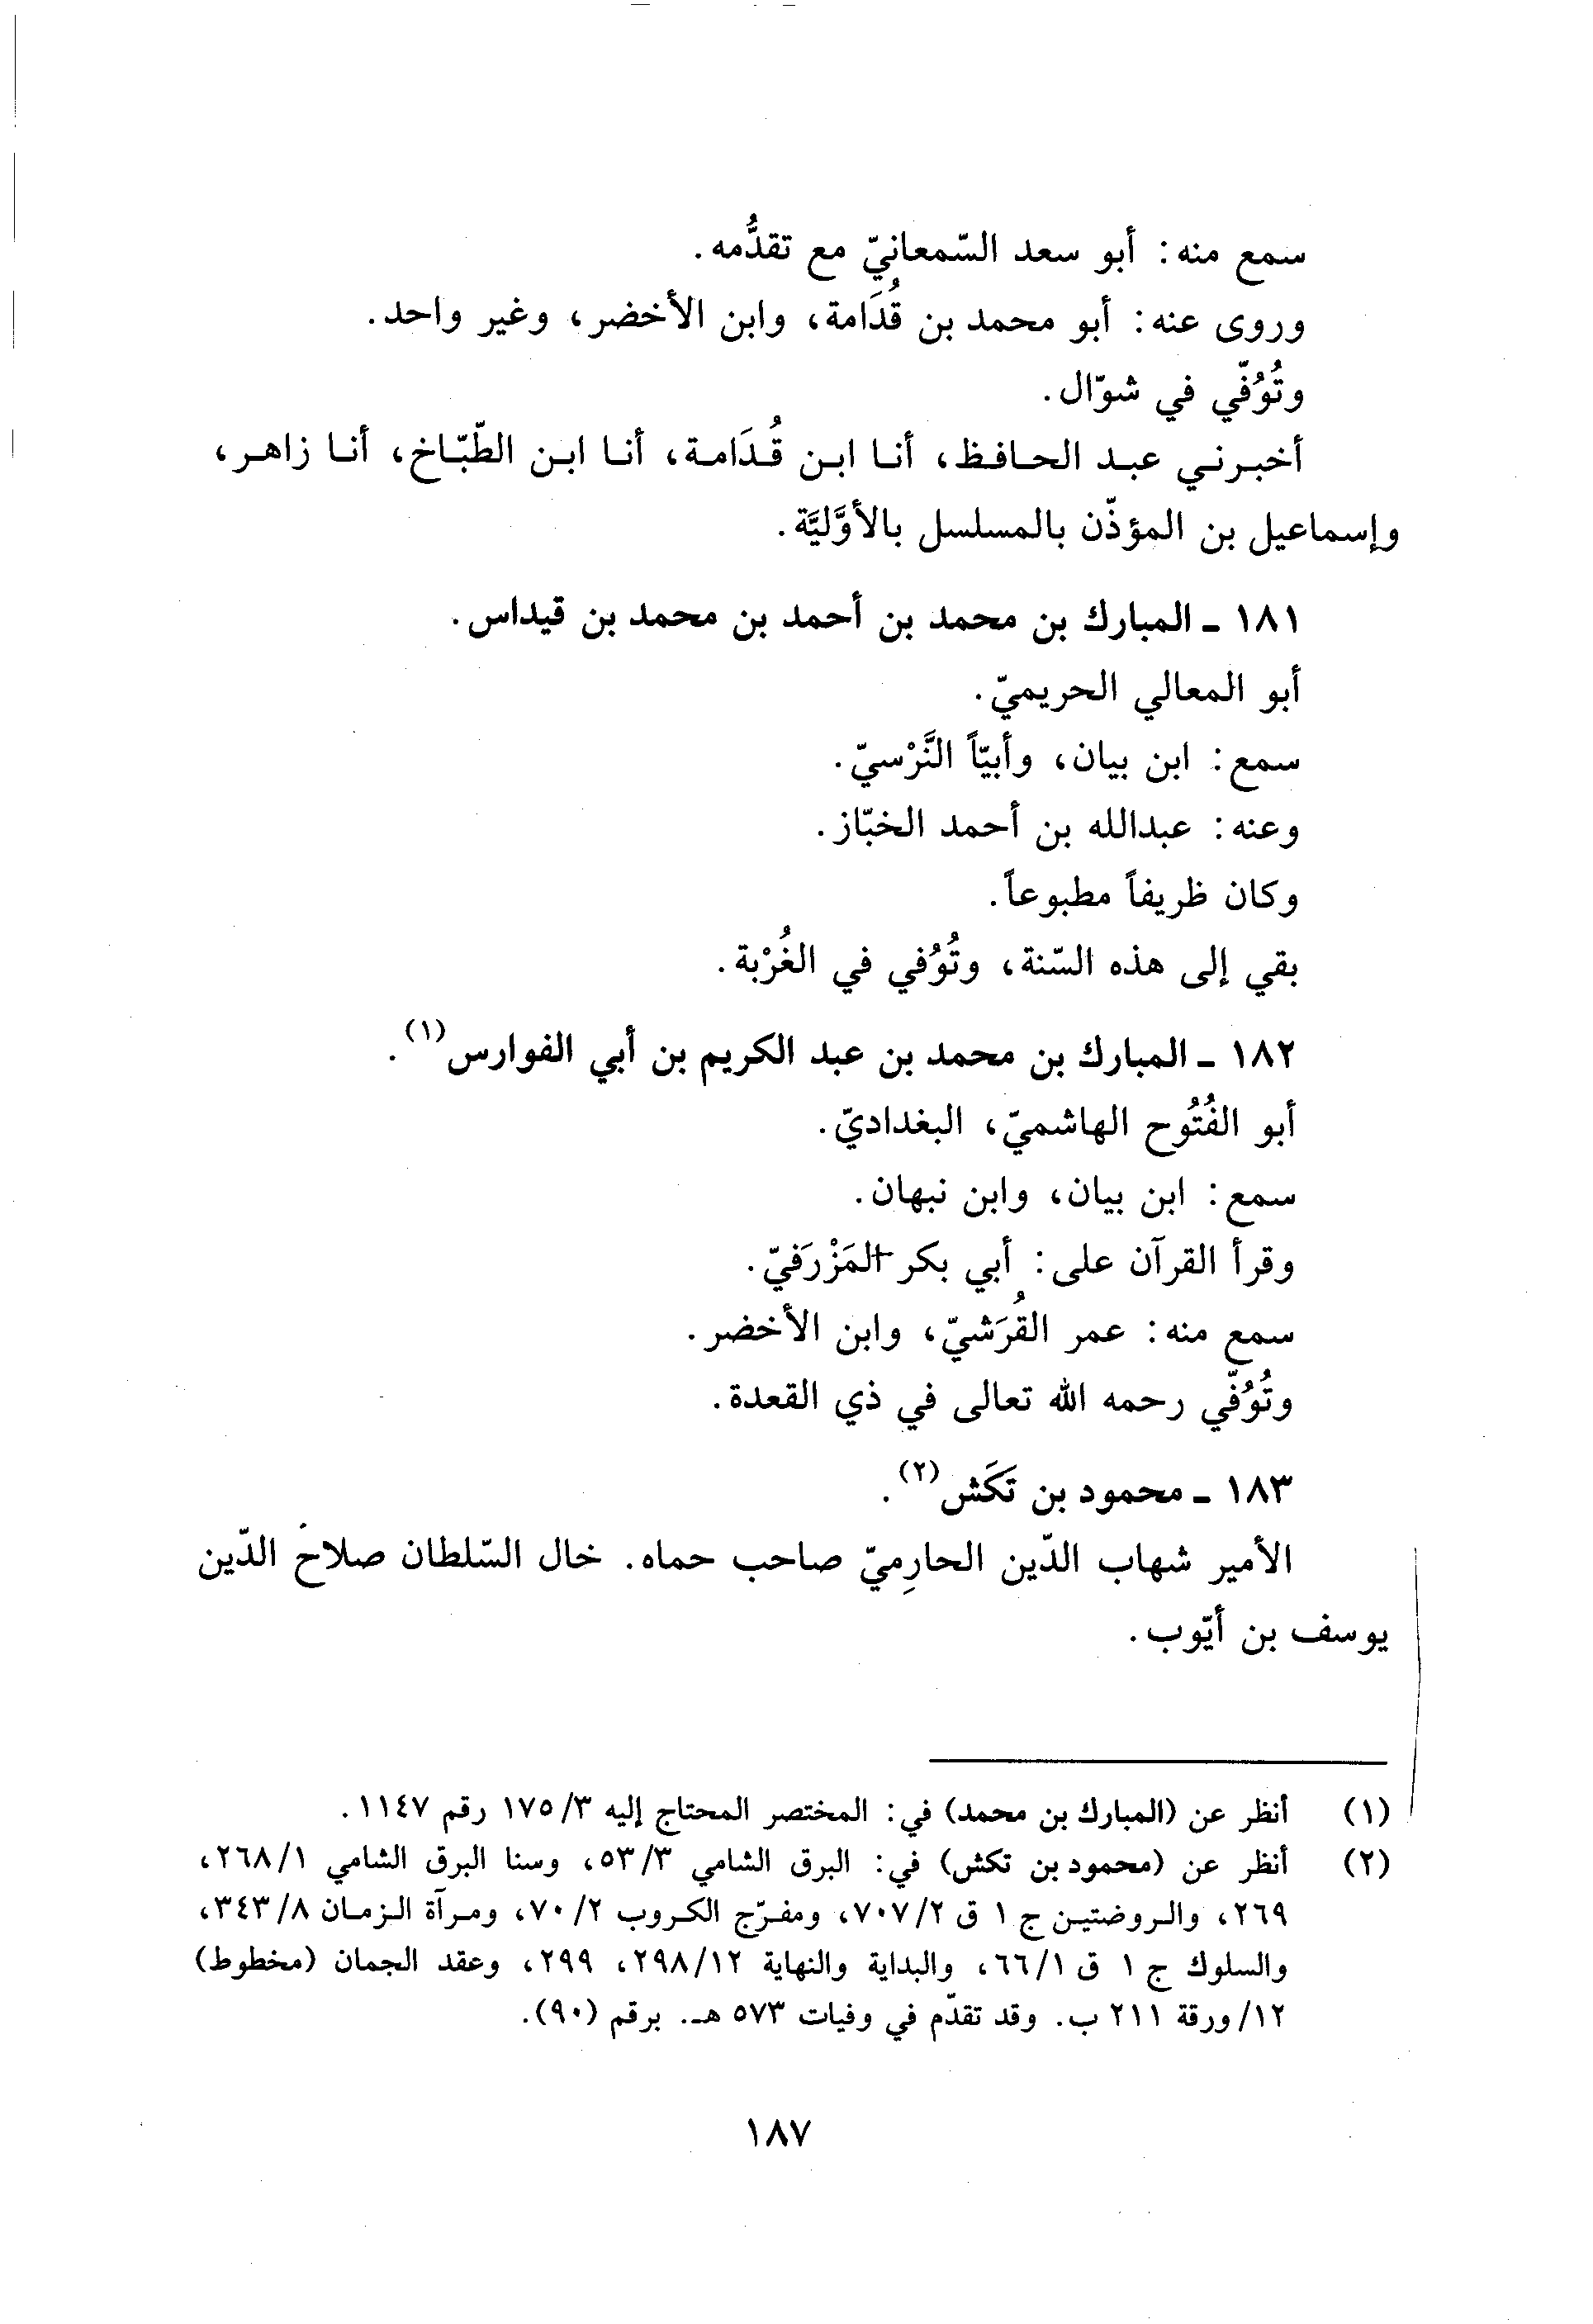 سمع منه: أبو سعد السّمعانيّ مع تقدُّمه.
وروى عنه: أبو محمد بن قُدَامة، وابن الأخضر، وغير واحد.
وتُوُفّي في شوّال.
أخبرني عبد الحافظ، أنا ابن قُدَامة، أنا ابن الطّبّاخ، أنا زاهر،
وإسماعيل بن المؤذّن بالمسلسل بالأوَّليَّة.
١٨١ - المبارك بن محمد بن أحمد بن محمد بن قيداس.
أبو المعالي الحريميّ.
سمع: ابن بيان، وأبيّاً النَّرْسيّ.
وعنه: عبدالله بن أحمد الخبّاز.
وكان ظريفاً مطبوعاً.
بقي إلى هذه السّنة، وتُوُفي في الغُرْبة.
١٨٢ - المبارك بن محمد بن عبد الكريم بن أبي الفوارس(١).
أبو الفُتُوح الهاشميّ، البغداديّ.
سمع: ابن بيان، وابن نبهان.
وقرأ القرآن على: أبي بكر المَزْرَفيّ.
سمع منه: عمر القُرَشيّ، وابن الأخضر.
وتُوُفّي رحمه الله تعالى في ذي القعدة.
١٨٣ - محمود بن تَكَش(٢).
الأمير شهاب الدّين الحارِميّ صاحب حماه. خال السّلطان صلاح الدّين
يوسف بن أيّوب.
(١) أنظر عن (المبارك بن محمد) في: المختصر المحتاج إليه ٣/١٧٥ رقم ١١٤٧.
(٢) أنظر عن (محمود بن تكش) في: البرق الشامي ٣/٥٣، وسنا البرق الشامي ١/٢٦٨،
٢٦٩، والروضتين ج ١ ق ٢/٧٠٧، ومفرّج الكروب ٢/٧٠، ومرآة الزمان ٨/٣٤٣،
والسلوك ج ١ ق ١/٦٦، والبداية والنهاية ١٢/٢٩٨، ٢٩٩، وعقد الجمان (مخطوط)
١٢/ورقة ٢١١ ب. وقد تقدّم في وفيات ٥٧٣ هـ. برقم (٩٠).
١٨٧